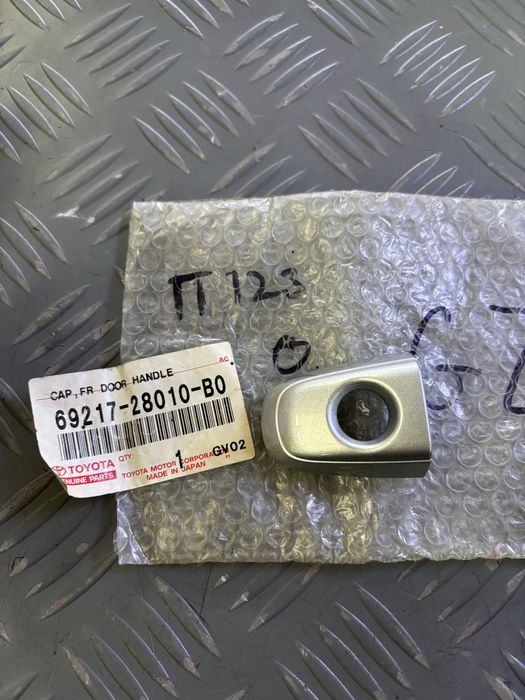 TT 123
O.
CAP, FR DOOR HANDLE
AC
69217-28010-B0
TOYOTA
GENUINE PARTS
QTY.
1
GV02
TOYOTA MOTOR CORPORATION
MADE IN JAPAN
L